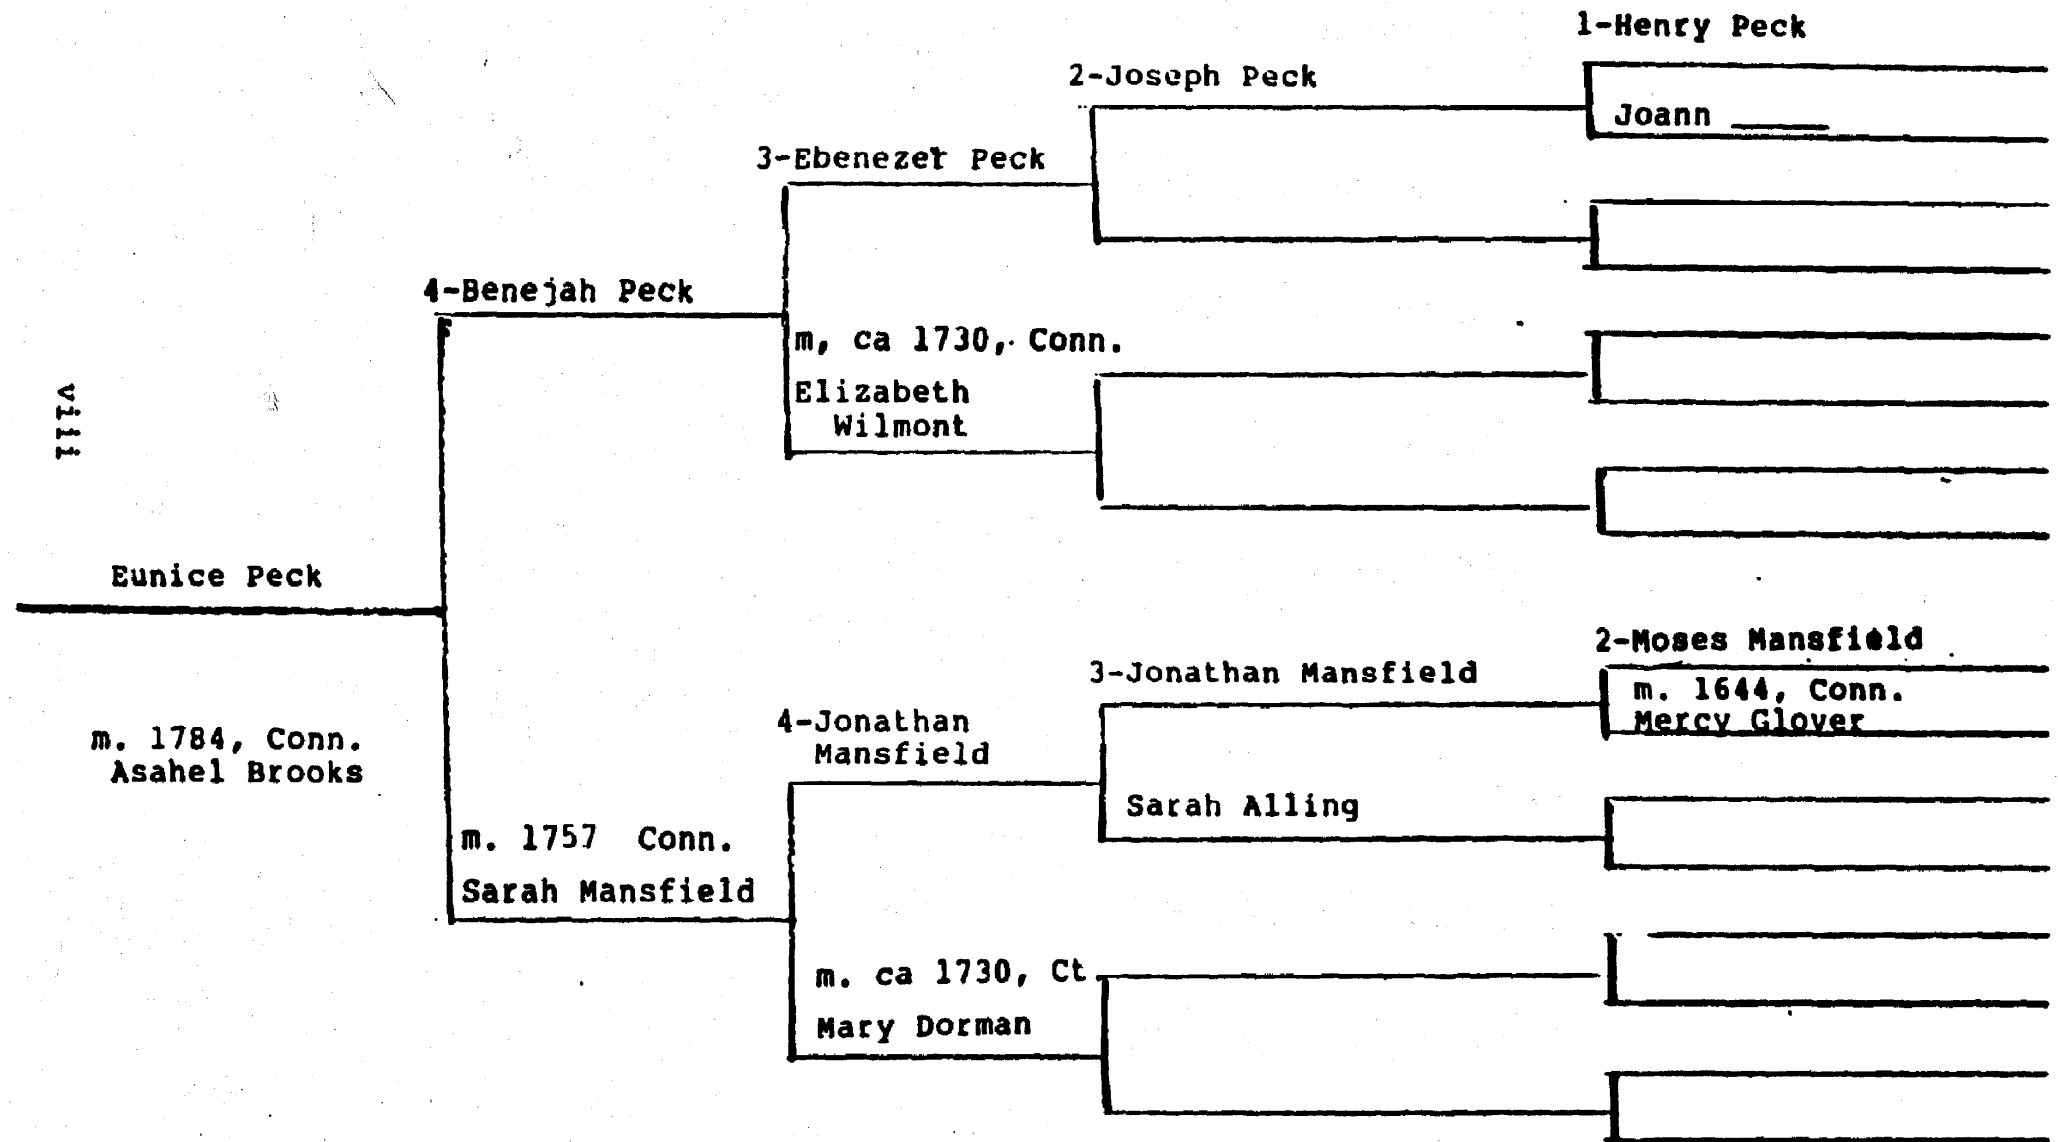 1-Henry Peck
2-Joseph Peck
Joann ______
3-Ebenezer Peck
4-Benejah Peck
m, ca 1730, Conn.
Elizabeth
Wilmont
viii
Eunice Peck
m. 1784, Conn.
Asahel Brooks
2-Moses Mansfield
m. 1644, Conn.
Mercy Glover
3-Jonathan Mansfield
4-Jonathan
Mansfield
Sarah Alling
m. 1757 Conn.
Sarah Mansfield
m. ca 1730, Ct
Mary Dorman